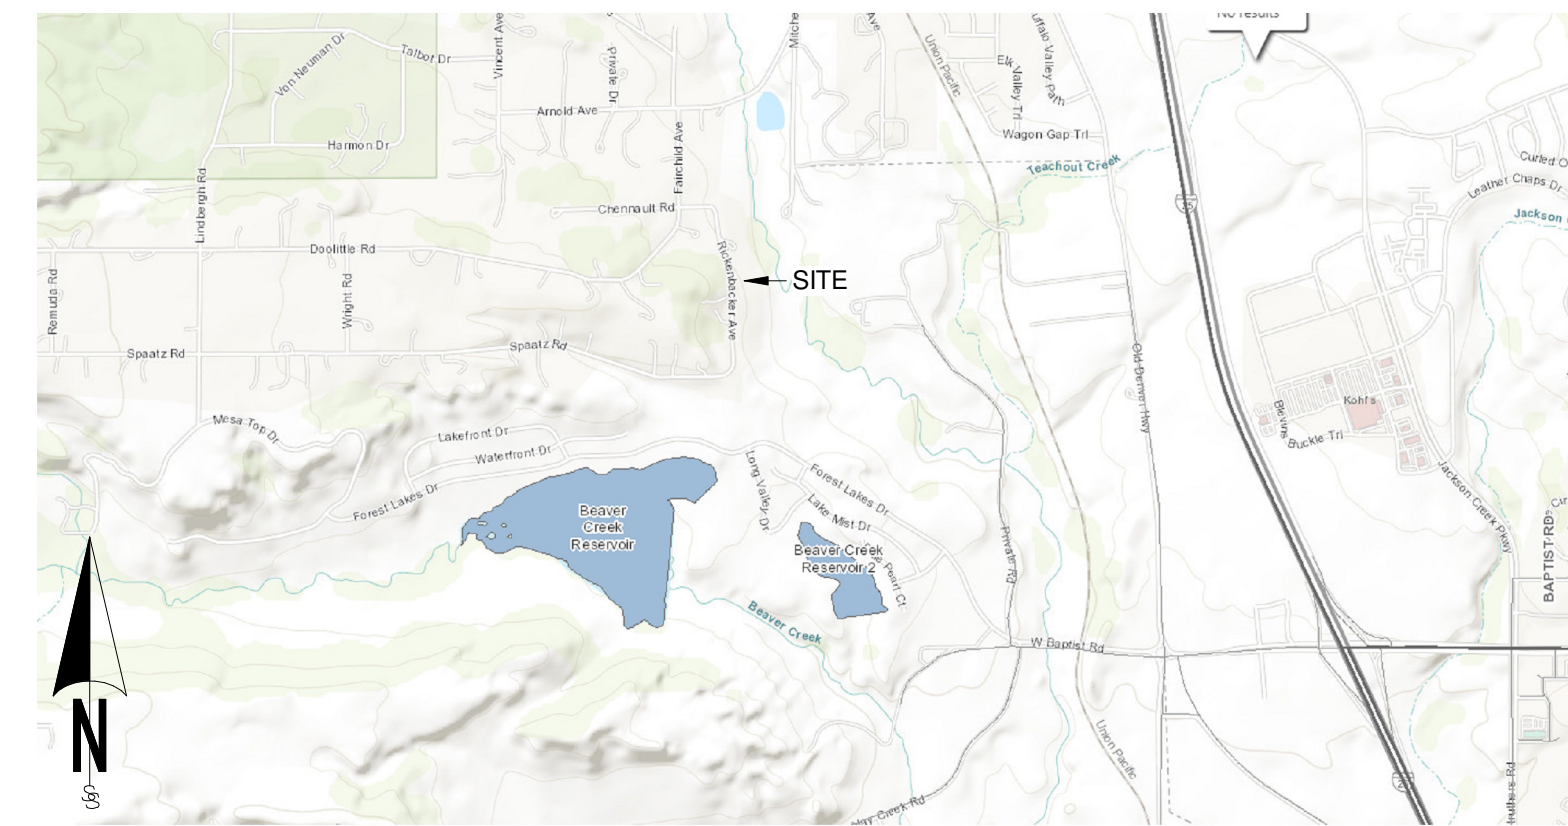 No results
Von Neuman Dr
Talbot Dr
Vincent Ave
Private Dr
Ave
Union Pacific
Elk Valley Trl
Arnold Ave
Wagon Gap Trl
Harmon Dr
Fairchild Ave
Teachout Creek
Curled
Leather Chaps Dr
Lindbergh Rd
Chennault Rd
Jackson
Doolittle Rd
Rickenbacker Ave
SITE
Remuda Rd
Wright Rd
Spaatz Rd
Spaatz Rd
Old Denver Hwy
Kohl's
Blevins
Buckle Trl
Mesa Top Dr
Lakefront Dr
Waterfront Dr
Forest Lakes Dr
Long Valley Dr
Forest Lakes Dr
Lake Mist Dr
Jackson Creek Pkwy
Beaver
Creek
Reservoir
Beaver Creek
Reservoir 2
Pearl Ct
Private Rd
BAPTIST RD
Beaver Creek
W Baptist Rd
Union Pacific
N
Creek Rd